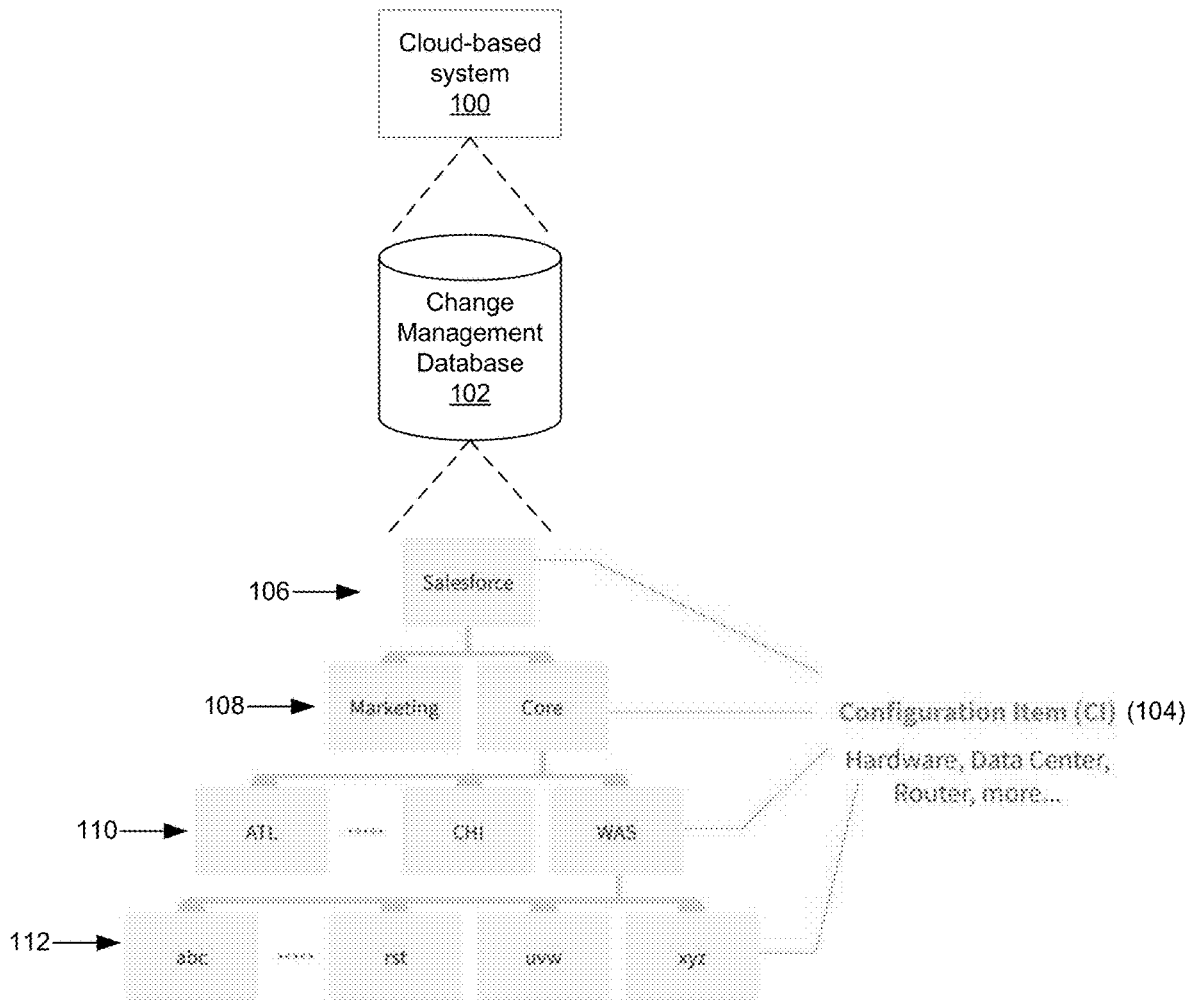 Cloud-based
system
100
Change
Management
Database
102
106
Salesforce
108
Marketing
Core
Configuration Item (CI) (104)
Hardware, Data Center,
Router, more...
110
ATL
CHI
WAS
112
abc
rst
uvw
xyz